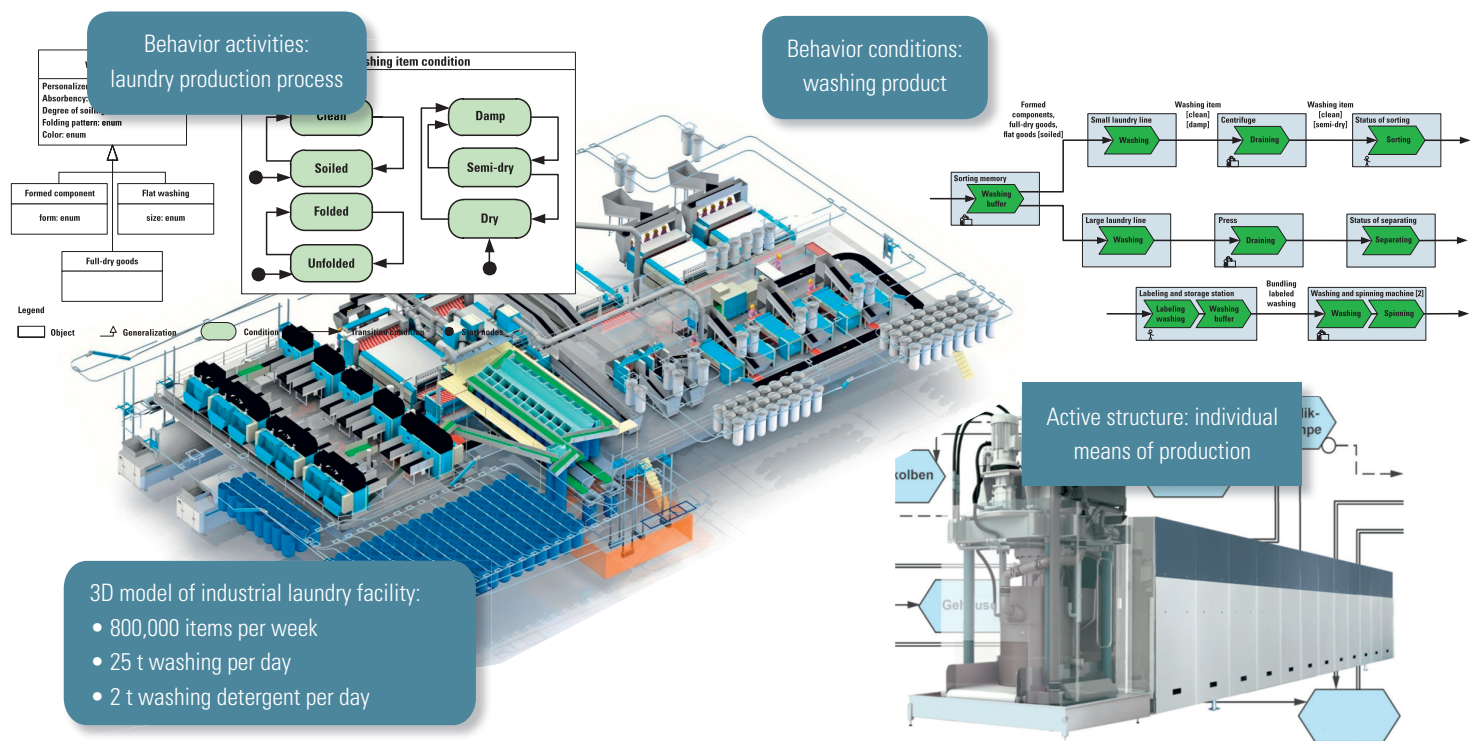 Behavior activities:
laundry production process
Personalized
Absorbency:
Degree of soiling
Folding pattern: enum
Color: enum
Formed component
form: enum
Flat washing
size: enum
Full-dry goods
Legend
Object
Generalization
Condition
Transitive condition
Start nodes
shing item condition
Clean
Soiled
Folded
Unfolded
Damp
Semi-dry
Dry
Behavior conditions:
washing product
Formed
components,
full-dry goods,
flat goods [soiled]
Washing item
[clean]
[damp]
Washing item
[clean]
[semi-dry]
Small laundry line
Washing
Centrifuge
Draining
Status of sorting
Sorting
Sorting memory
Washing
buffer
Large laundry line
Washing
Press
Draining
Status of separating
Separating
Labeling and storage station
Labeling
washing
Washing
buffer
Bundling
labeled
washing
Washing and spinning machine [2]
Washing
Spinning
Active structure: individual
means of production
kolben
lik-
mpe
Gehäuse
3D model of industrial laundry facility:
• 800,000 items per week
• 25 t washing per day
• 2 t washing detergent per day